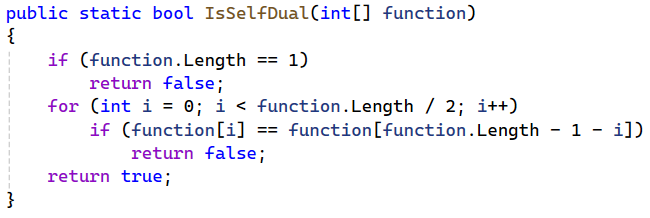 public static bool IsSelfDual(int[] function)
{
    if (function.Length == 1)
        return false;
    for (int i = 0; i < function.Length / 2; i++)
        if (function[i] == function[function.Length - 1 - i])
            return false;
    return true;
}